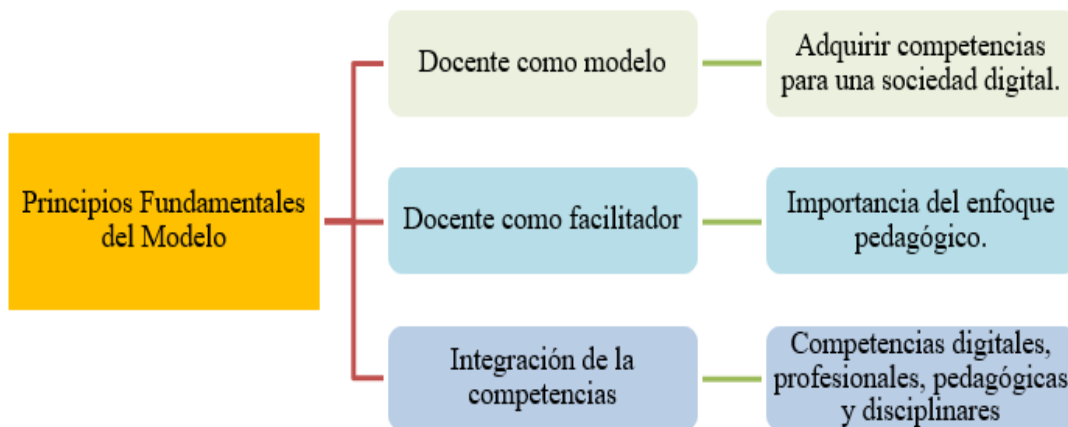 Principios Fundamentales
del Modelo
Docente como modelo
Adquirir competencias
para una sociedad digital.
Docente como facilitador
Importancia del enfoque
pedagógico.
Integración de la
competencias
Competencias digitales,
profesionales, pedagógicas
y disciplinares